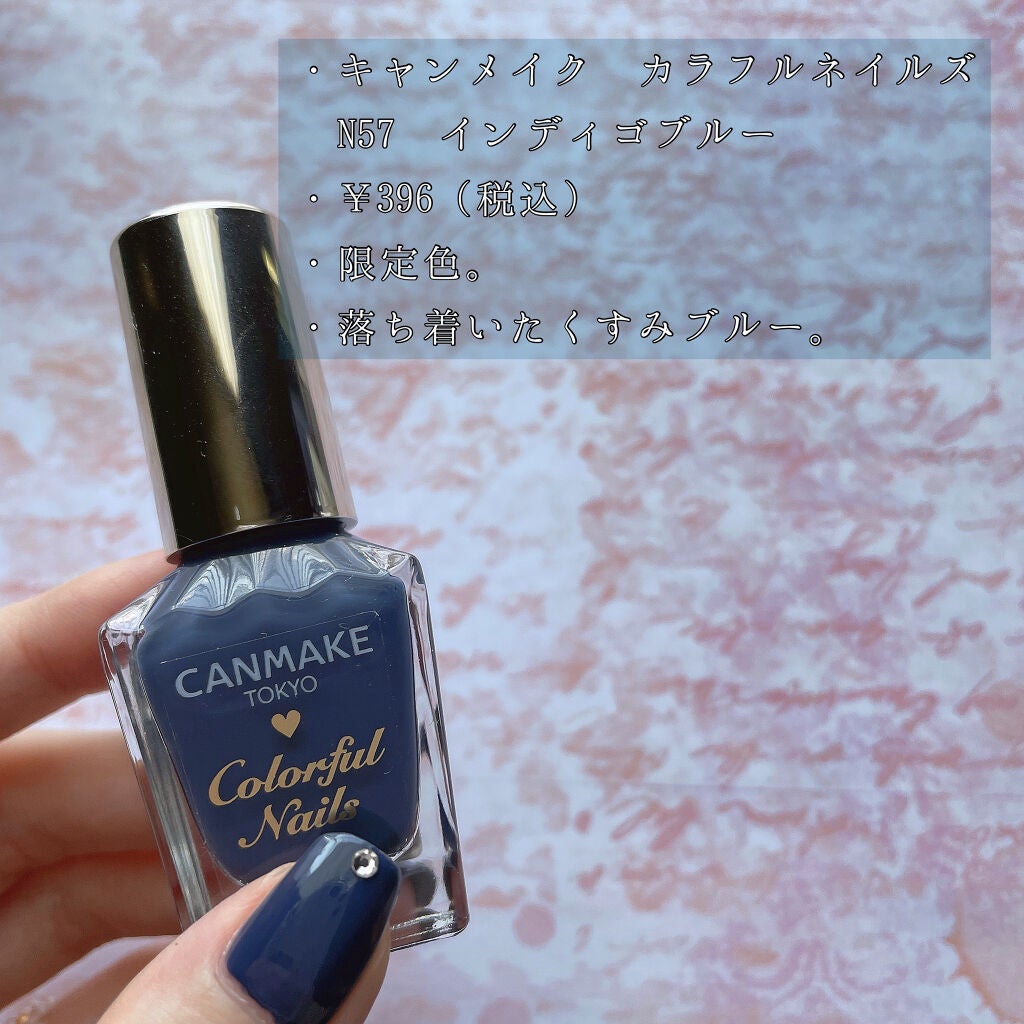 ・キャンメイク　カラフルネイルズ
N57　インディゴブルー
・￥396（税込）
・限定色。
・落ち着いたくすみブルー。
CANMAKE
TOKYO
Colorful
Nails